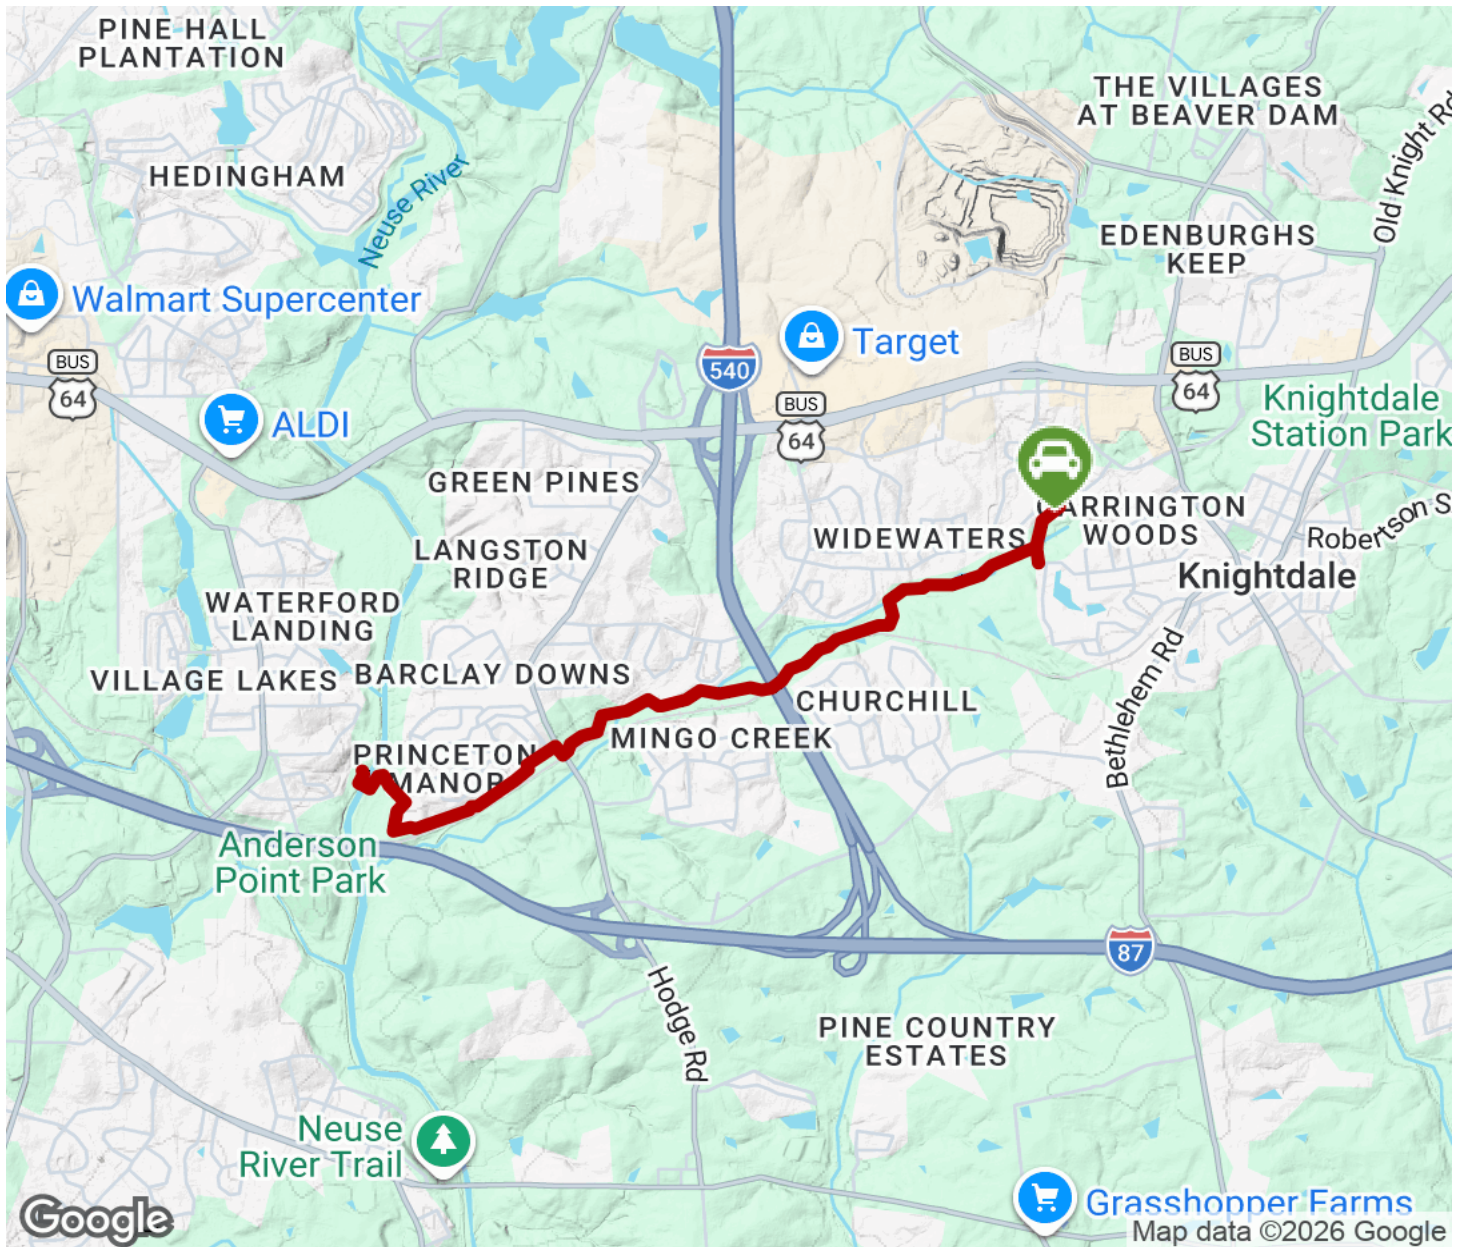 PINE HALL
PLANTATION
THE VILLAGES
AT BEAVER DAM
Old Knight Rd
HEDINGHAM
Neuse River
EDENBURGHS
KEEP
Walmart Supercenter
Target
BUS
64
540
BUS
64
BUS
64
ALDI
Knightdale
Station Park
GREEN PINES
CARRINGTON
WOODS
Robertson S
WIDEWATERS
LANGSTON
RIDGE
Knightdale
WATERFORD
LANDING
VILLAGE LAKES
BARCLAY DOWNS
Bethlehem Rd
CHURCHILL
MINGO CREEK
PRINCETON
MANOR
Anderson
Point Park
87
Hodge Rd
PINE COUNTRY
ESTATES
Neuse
River Trail
Grasshopper Farms
Google
Map data ©2026 Google